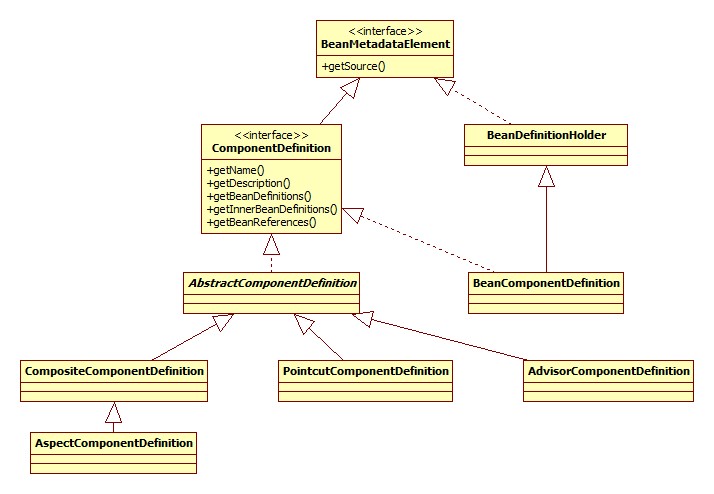 <<interface>>
BeanMetadataElement
+getSource()
<<interface>>
ComponentDefinition
+getName()
+getDescription()
+getBeanDefinitions()
+getInnerBeanDefinitions()
+getBeanReferences()
BeanDefinitionHolder
AbstractComponentDefinition
BeanComponentDefinition
CompositeComponentDefinition
PointcutComponentDefinition
AdvisorComponentDefinition
AspectComponentDefinition